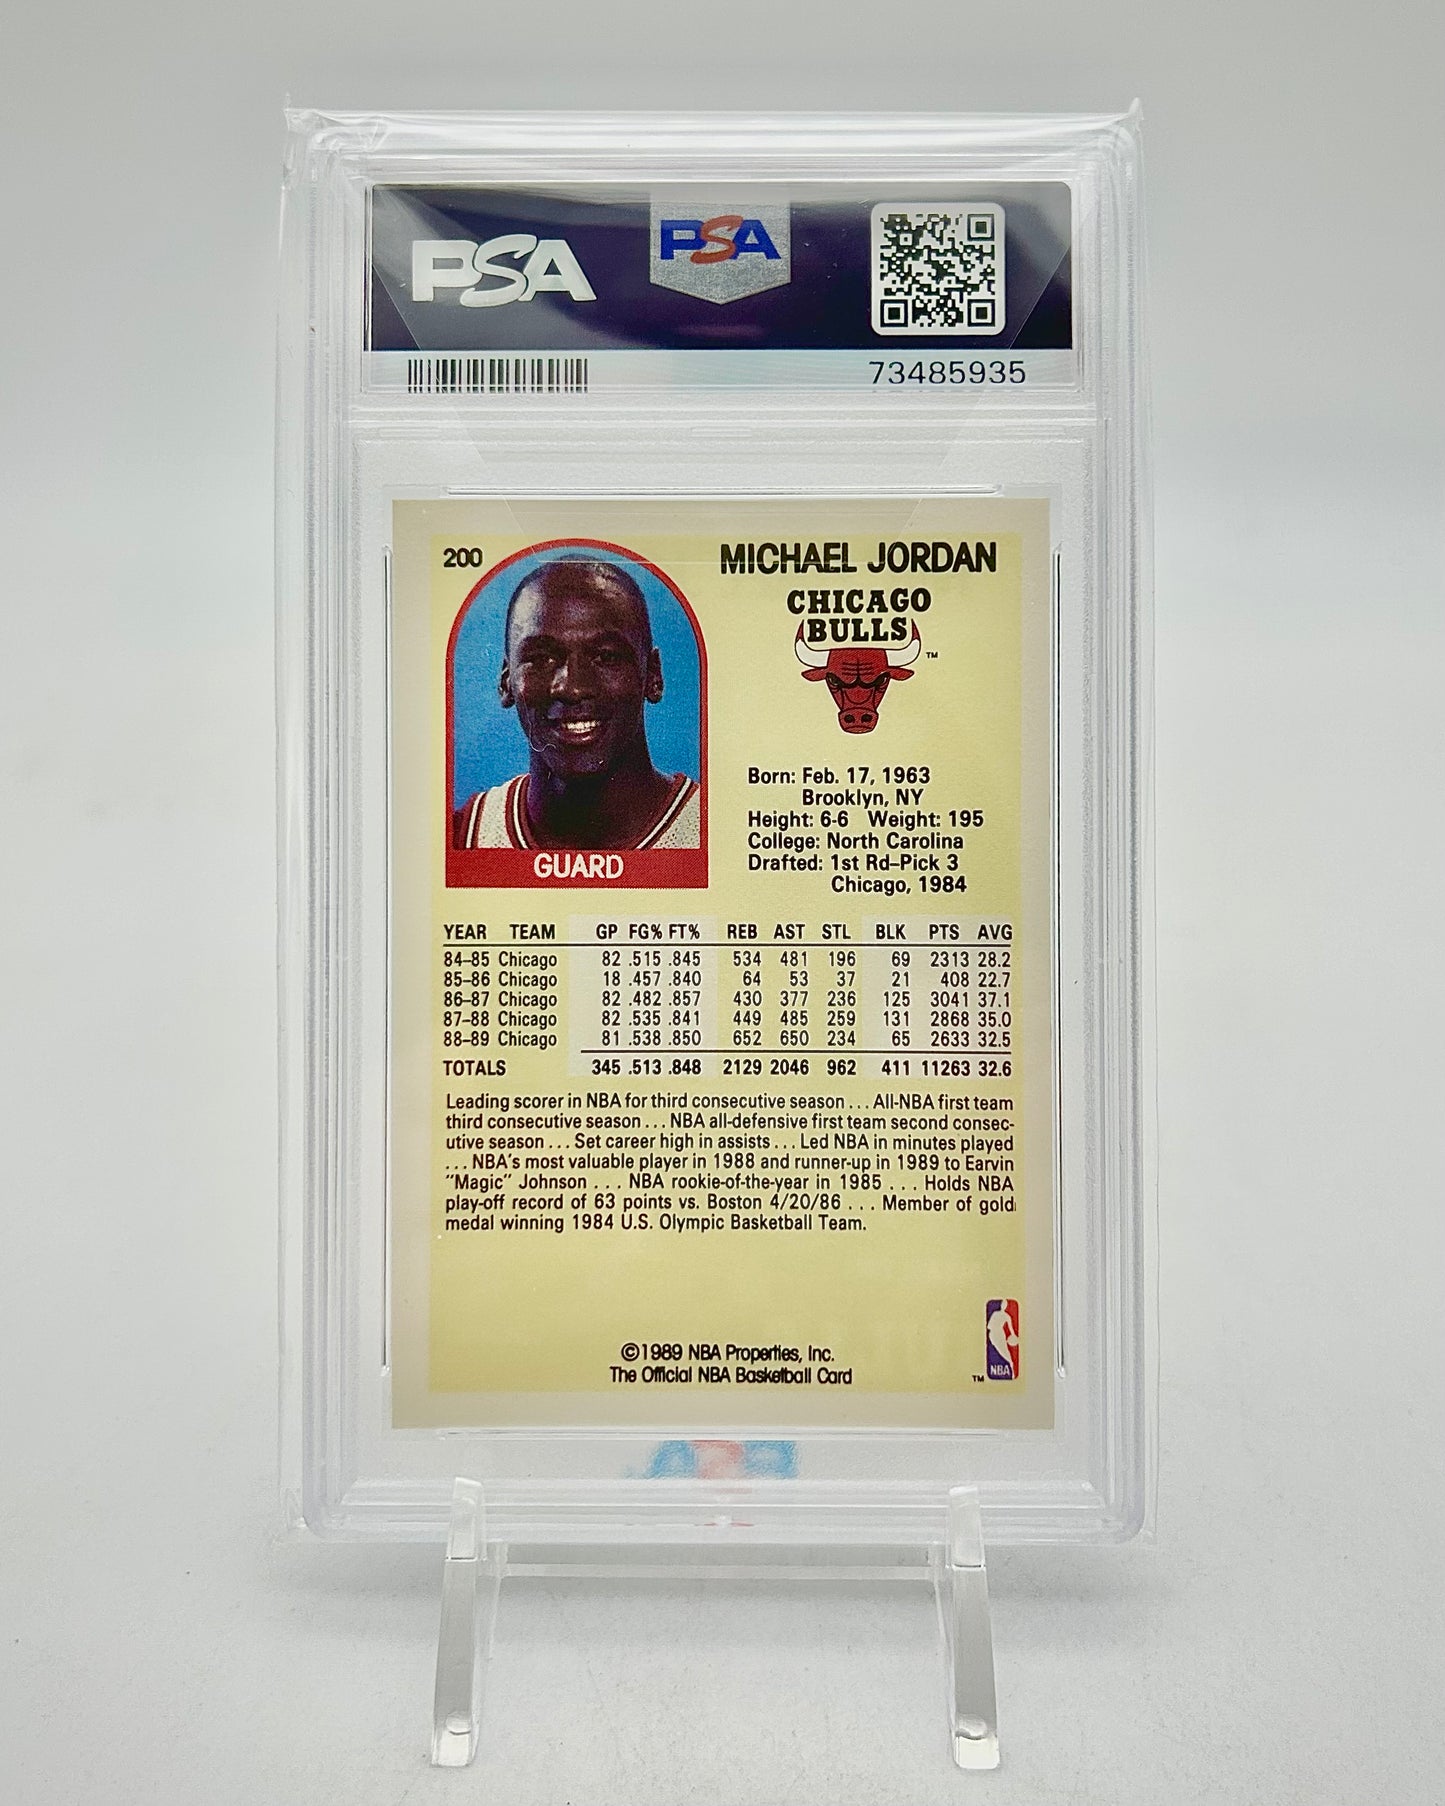 PSA
PSA
73485935
200
MICHAEL JORDAN
CHICAGO
BULLS
TM
Born: Feb. 17, 1963
Brooklyn, NY
Height: 6-6 Weight: 195
College: North Carolina
Drafted: 1st Rd–Pick 3
Chicago, 1984
GUARD
YEAR TEAM GP FG% FT% REB AST STL BLK PTS AVG
84–85 Chicago 82 .515 .845 534 481 196 69 2313 28.2
85–86 Chicago 18 .457 .840 64 53 37 21 408 22.7
86–87 Chicago 82 .482 .857 430 377 236 125 3041 37.1
87–88 Chicago 82 .535 .841 449 485 259 131 2868 35.0
88–89 Chicago 81 .538 .850 652 650 234 65 2633 32.5
TOTALS 345 .513 .848 2129 2046 962 411 11263 32.6
Leading scorer in NBA for third consecutive season . . . All-NBA first team
third consecutive season . . . NBA all-defensive first team second consec-
utive season . . . Set career high in assists . . . Led NBA in minutes played
. . . NBA's most valuable player in 1988 and runner-up in 1989 to Earvin
"Magic" Johnson . . . NBA rookie-of-the-year in 1985 . . . Holds NBA
play-off record of 63 points vs. Boston 4/20/86 . . . Member of gold
medal winning 1984 U.S. Olympic Basketball Team.
©1989 NBA Properties, Inc.
The Official NBA Basketball Card
TM NBA